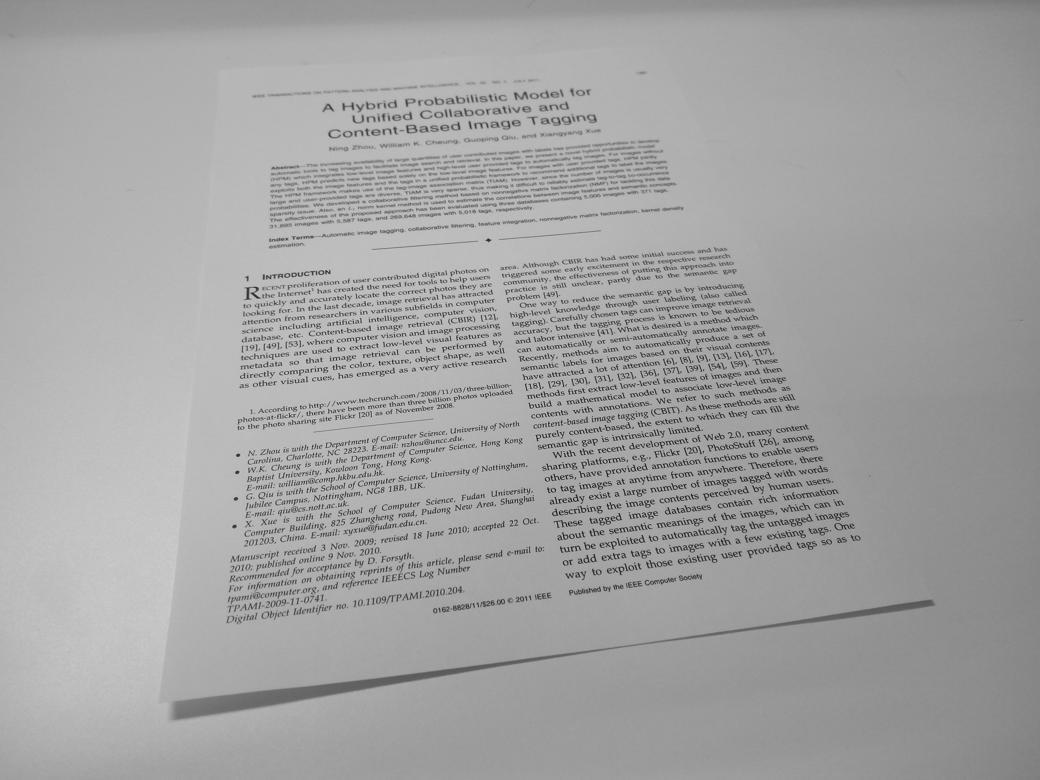 IEEE TRANSACTIONS ON PATTERN ANALYSIS AND MACHINE INTELLIGENCE, VOL. NO. JULY 2011
A Hybrid Probabilistic Model for
Unified Collaborative and
Content-Based Image Tagging
Ning Zhou, William K. Cheung, Guoping Qiu, and Xiangyang Xue
Abstract—The increasing availability of large quantities of user contributed images with labels has provided opportunities to develop
automatic tools to tag images to facilitate image search and retrieval. In this paper, we present a novel hybrid probabilistic model
(HPM) which integrates low-level image features and high-level user provided tags to automatically tag images. For images without
any tags, HPM predicts new tags based solely on the low-level image features. For images with user provided tags, HPM jointly
exploits both the image features and the tags in a unified probabilistic framework to recommend additional tags to label the images.
The HPM framework makes use of the tag-image association matrix (TIAM). However, since the number of images is usually very
large and user-provided tags are diverse, TIAM is very sparse, thus making it difficult to reliably estimate tag-to-tag co-occurrence
probabilities. We developed a collaborative filtering method based on nonnegative matrix factorization (NMF) for tackling this data
sparsity issue. Also, an norm kernel method is used to estimate the correlations between image features and semantic concepts.
The effectiveness of the proposed approach has been evaluated using three databases containing 5,000 images with 371 tags,
31,695 images with 5,587 tags, and 269,648 images with 5,018 tags, respectively.
Index Terms—Automatic image tagging, collaborative filtering, feature integration, nonnegative matrix factorization, kernel density
estimation.
1 INTRODUCTION
RECENT proliferation of user contributed digital photos on
the Internet1 has created the need for tools to help users
to quickly and accurately locate the correct photos they are
looking for. In the last decade, image retrieval has attracted
attention from researchers in various subfields in computer
science including artificial intelligence, computer vision,
database, etc. Content-based image retrieval (CBIR) [12],
[19], [49], [53], where computer vision and image processing
techniques are used to extract low-level visual features as
metadata so that image retrieval can be performed by
directly comparing the color, texture, object shape, as well
as other visual cues, has emerged as a very active research
1. According to http://www.techcrunch.com/2008/11/03/three-billion-
photos-at-flickr/, there have been more than three billion photos uploaded
to the photo sharing site Flickr [20] as of November 2008.
• N. Zhou is with the Department of Computer Science, University of North
Carolina, Charlotte, NC 28223. E-mail: nzhou@uncc.edu.
• W.K. Cheung is with the Department of Computer Science, Hong Kong
Baptist University, Kowloon Tong, Hong Kong.
E-mail: william@comp.hkbu.edu.hk.
• G. Qiu is with the School of Computer Science, University of Nottingham,
Jubilee Campus, Nottingham, NG8 1BB, UK.
E-mail: qiu@cs.nott.ac.uk.
• X. Xue is with the School of Computer Science, Fudan University,
Computer Building, 825 Zhangheng road, Pudong New Area, Shanghai
201203, China. E-mail: xyxue@fudan.edu.cn.
Manuscript received 3 Nov. 2009; revised 18 June 2010; accepted 22 Oct.
2010; published online 9 Nov. 2010.
Recommended for acceptance by D. Forsyth.
For information on obtaining reprints of this article, please send e-mail to:
tpami@computer.org, and reference IEEECS Log Number
TPAMI-2009-11-0741.
Digital Object Identifier no. 10.1109/TPAMI.2010.204.
area. Although CBIR has had some initial success and has
triggered some early excitement in the respective research
community, the effectiveness of putting this approach into
practice is still unclear, partly due to the semantic gap
problem [49].
One way to reduce the semantic gap is by introducing
high-level knowledge through user labeling (also called
tagging). Carefully chosen tags can improve image retrieval
accuracy, but the tagging process is known to be tedious
and labor intensive [41]. What is desired is a method which
can automatically or semi-automatically annotate images.
Recently, methods aim to automatically produce a set of
semantic labels for images based on their visual contents
have attracted a lot of attention [6], [8], [9], [13], [16], [17],
[18], [29], [30], [31], [32], [36], [37], [39], [54], [59]. These
methods first extract low-level features of images and then
build a mathematical model to associate low-level image
contents with annotations. We refer to such methods as
content-based image tagging (CBIT). As these methods are still
purely content-based, the extent to which they can fill the
semantic gap is intrinsically limited.
With the recent development of Web 2.0, many content
sharing platforms, e.g., Flickr [20], PhotoStuff [26], among
others, have provided annotation functions to enable users
to tag images at anytime from anywhere. Therefore, there
already exist a large number of images tagged with words
describing the image contents perceived by human users.
These tagged image databases contain rich information
about the semantic meanings of the images, which can in
turn be exploited to automatically tag the untagged images
or add extra tags to images with a few existing tags. One
way to exploit those existing user provided tags so as to
0162-8828/11/$26.00 © 2011 IEEE
Published by the IEEE Computer Society